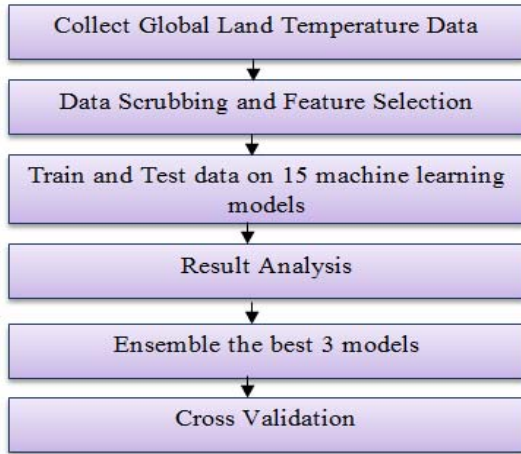 Collect Global Land Temperature Data
Data Scrubbing and Feature Selection
Train and Test data on 15 machine learning
models
Result Analysis
Ensemble the best 3 models
Cross Validation